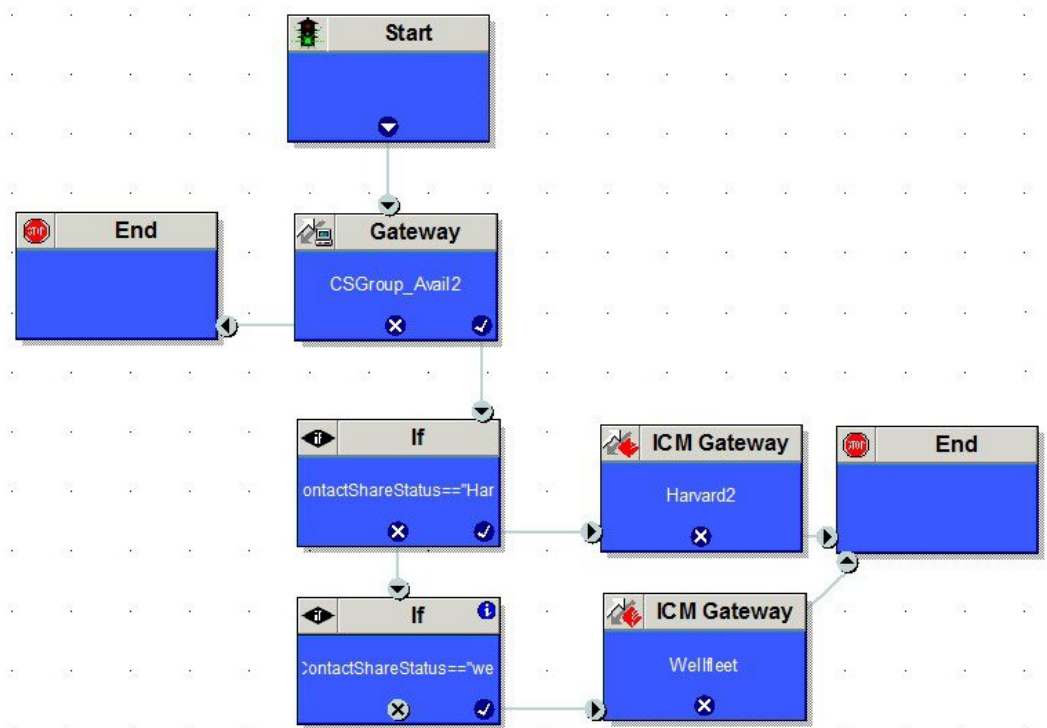 Start
End
Gateway
CSGroup_Avail2
If
ontactShareStatus=="Har
ICM Gateway
Harvard2
End
If
ContactShareStatus=="we
ICM Gateway
Wellfleet